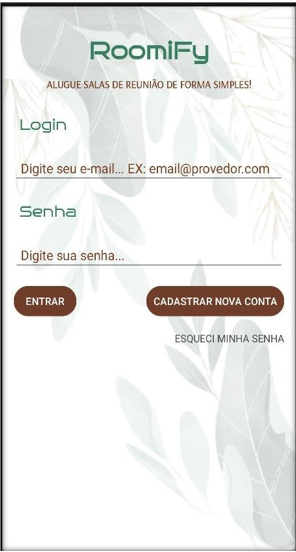 RoomiFy
ALUGUE SALAS DE REUNIÃO DE FORMA SIMPLES!
Login
Digite seu e-mail... EX: email@provedor.com
Senha
Digite sua senha...
ENTRAR
CADASTRAR NOVA CONTA
ESQUECI MINHA SENHA